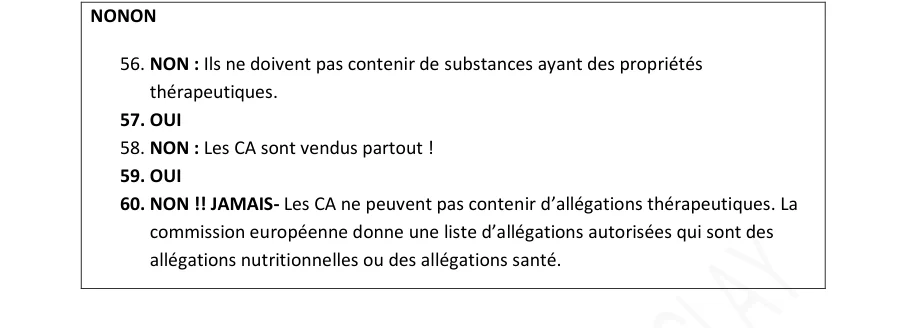 NONON
56. NON : Ils ne doivent pas contenir de substances ayant des propriétés
thérapeutiques.
57. OUI
58. NON : Les CA sont vendus partout !
59. OUI
60. NON !! JAMAIS- Les CA ne peuvent pas contenir d’allégations thérapeutiques. La
commission européenne donne une liste d’allégations autorisées qui sont des
allégations nutritionnelles ou des allégations santé.